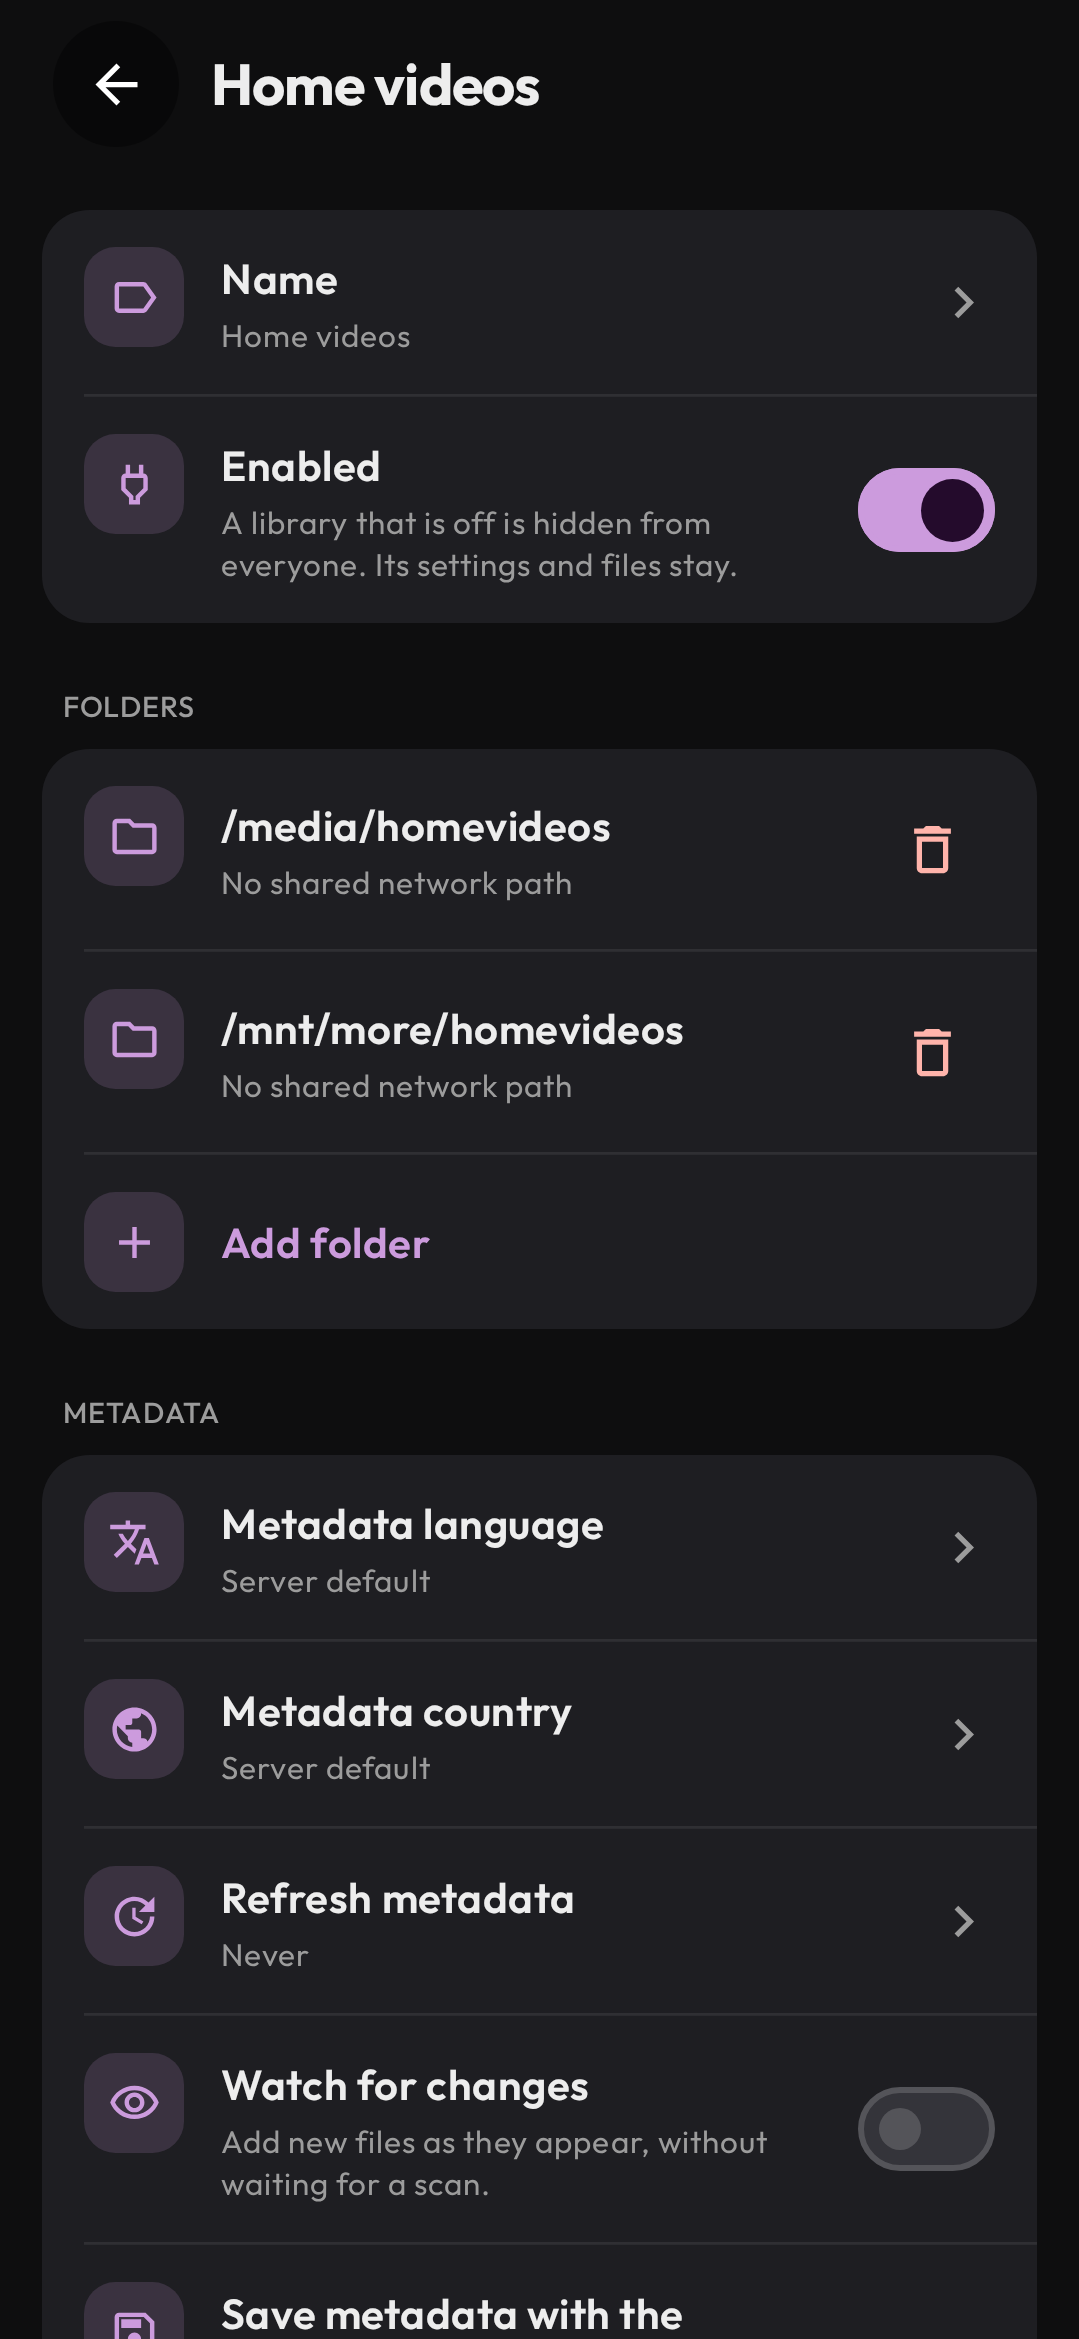 Home videos
Name
Home videos
Enabled
A library that is off is hidden from
everyone. Its settings and files stay.
FOLDERS
/media/homevideos
No shared network path
/mnt/more/homevideos
No shared network path
Add folder
METADATA
Metadata language
Server default
Metadata country
Server default
Refresh metadata
Never
Watch for changes
Add new files as they appear, without
waiting for a scan.
Save metadata with the